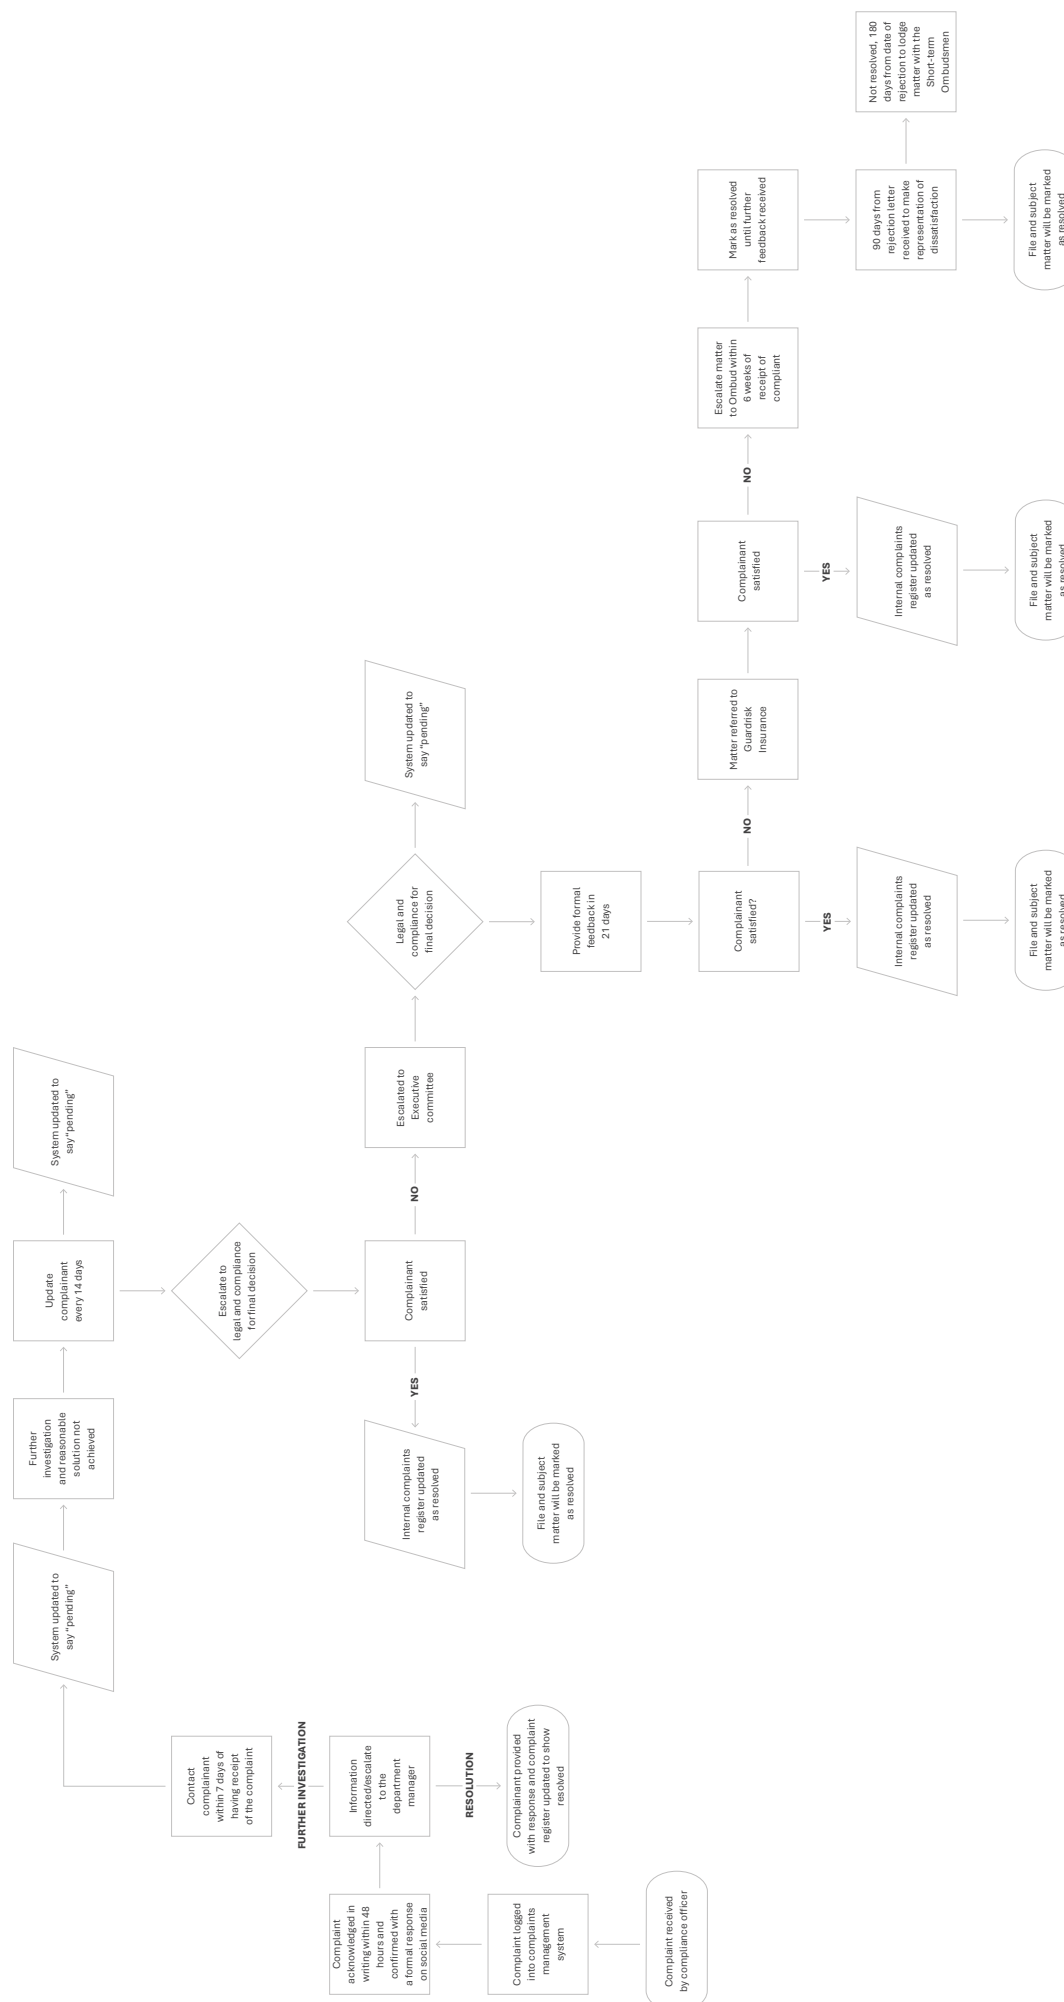 Complaint received
by compliance officer
Complaint logged
into complaints
management
system
Complaint
acknowledged in
writing within 48
hours and
confirmed with
a formal response
on social media
Information
directed/escalate
to the
department
manager
RESOLUTION
Complainant provided
with response and complaint
register updated to show
resolved
FURTHER INVESTIGATION
Contact
complainant
within 7 days of
having receipt
of the complaint
System updated to
say “pending”
Further
investigation
and reasonable
solution not
achieved
Update
complainant
every 14 days
System updated to
say “pending”
Escalate to
legal and compliance
for final decision
Complainant
satisfied
YES
Internal complaints
register updated
as resolved
File and subject
matter will be marked
as resolved
NO
Escalated to
Executive
committee
Legal and
compliance for
final decision
System updated to
say “pending”
Provide formal
feedback in
21 days
Complainant
satisfied?
YES
Internal complaints
register updated
as resolved
File and subject
matter will be marked
as resolved
NO
Matter referred to
Guardrisk
Insurance
Complainant
satisfied
YES
Internal complaints
register updated
as resolved
File and subject
matter will be marked
as resolved
NO
Escalate matter
to Ombud within
6 weeks of
receipt of
compliant
Mark as resolved
until further
feedback received
90 days from
rejection letter
received to make
representation of
dissatisfaction
File and subject
matter will be marked
as resolved
Not resolved, 180
days from date of
rejection to lodge
matter with the
Short-term
Ombudsmen